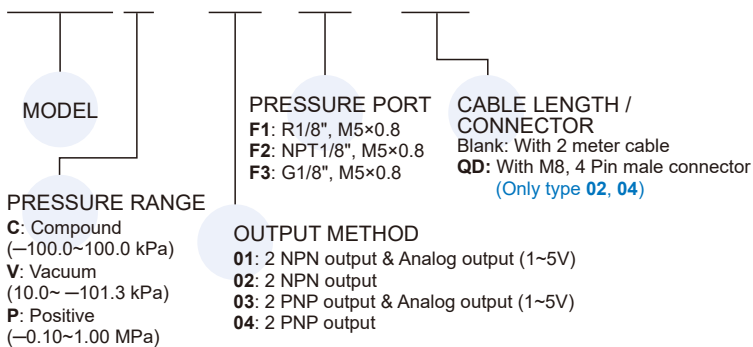 MODEL
PRESSURE RANGE
C: Compound
(—100.0~100.0 kPa)
V: Vacuum
(10.0~ —101.3 kPa)
P: Positive
(—0.10~1.00 MPa)
OUTPUT METHOD
01: 2 NPN output & Analog output (1~5V)
02: 2 NPN output
03: 2 PNP output & Analog output (1~5V)
04: 2 PNP output
PRESSURE PORT
F1: R1/8", M5×0.8
F2: NPT1/8", M5×0.8
F3: G1/8", M5×0.8
CABLE LENGTH /
CONNECTOR
Blank: With 2 meter cable
QD: With M8, 4 Pin male connector
(Only type 02, 04)